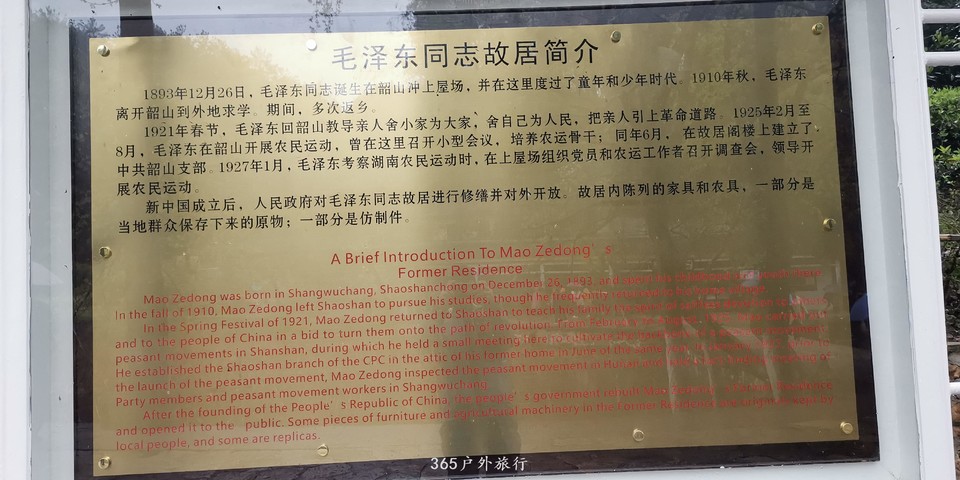 毛泽东同志故居简介
1893年12月26日，毛泽东同志诞生在韶山冲上屋场，并在这里度过了童年和少年时代。1910年秋，毛泽东
离开韶山到外地求学。期间，多次返乡。
1921年春节，毛泽东回韶山教导亲人舍小家为大家，舍自己为人民，把亲人引上革命道路。1925年2月至
8月，毛泽东在韶山开展农民运动，曾在这里召开小型会议，培养农运骨干；同年6月，在故居阁楼上建立了
中共韶山支部。1927年1月，毛泽东考察湖南农民运动时，在上屋场组织党员和农运工作者召开调查会，领导开
展农民运动。
新中国成立后，人民政府对毛泽东同志故居进行修缮并对外开放。故居内陈列的家具和农具，一部分是
当地群众保存下来的原物；一部分是仿制件。
A Brief Introduction To Mao Zedong's
Former Residence
Mao Zedong was born in Shangwuchang, Shaoshanchong on December 26, 1893, and spent his
In the fall of 1910, Mao Zedong left Shaoshan to pursue his studies, though he frequently
In the Spring Festival of 1921, Mao Zedong returned to Shaoshan to teach his family
and to the people of China in a bid to turn them onto the path of revolution. From February to
peasant movements in Shanshan, during which he held a small meeting here to cultivate the
He established the Shaoshan branch of the CPC in the attic of his former home in June of the same
the launch of the peasant movement, Mao Zedong inspected the peasant movement in Hunan and
Party members and peasant movement workers in Shangwuchang.
After the founding of the People's Republic of China, the people's government rebuilt Mao Zedong's Residence
and opened it to the public. Some pieces of furniture and agricultural machinery in the Former Residence
local people, and some are replicas.
365户外旅行